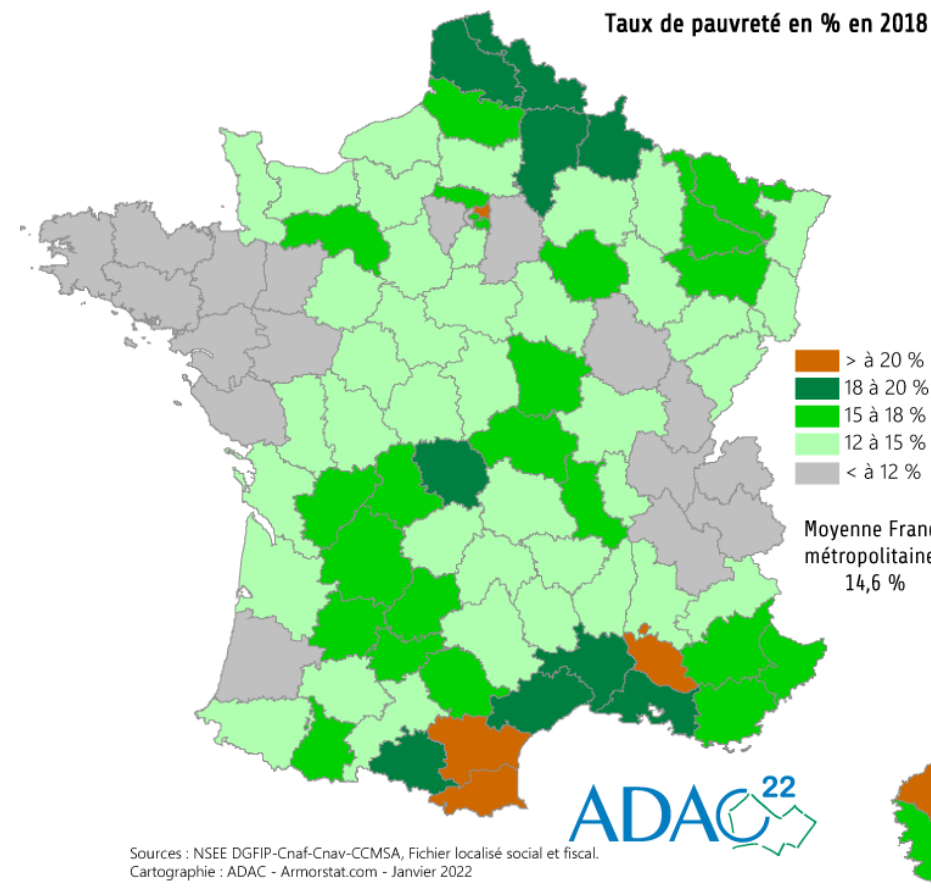 Taux de pauvreté en % en 2018
> à 20 %
18 à 20 %
15 à 18 %
12 à 15 %
< à 12 %
Moyenne Franc
métropolitaine
14,6 %
ADAC 22
Sources : NSEE DGFIP-Cnaf-Cnav-CCMSA, Fichier localisé social et fiscal.
Cartographie : ADAC - Armorstat.com - Janvier 2022